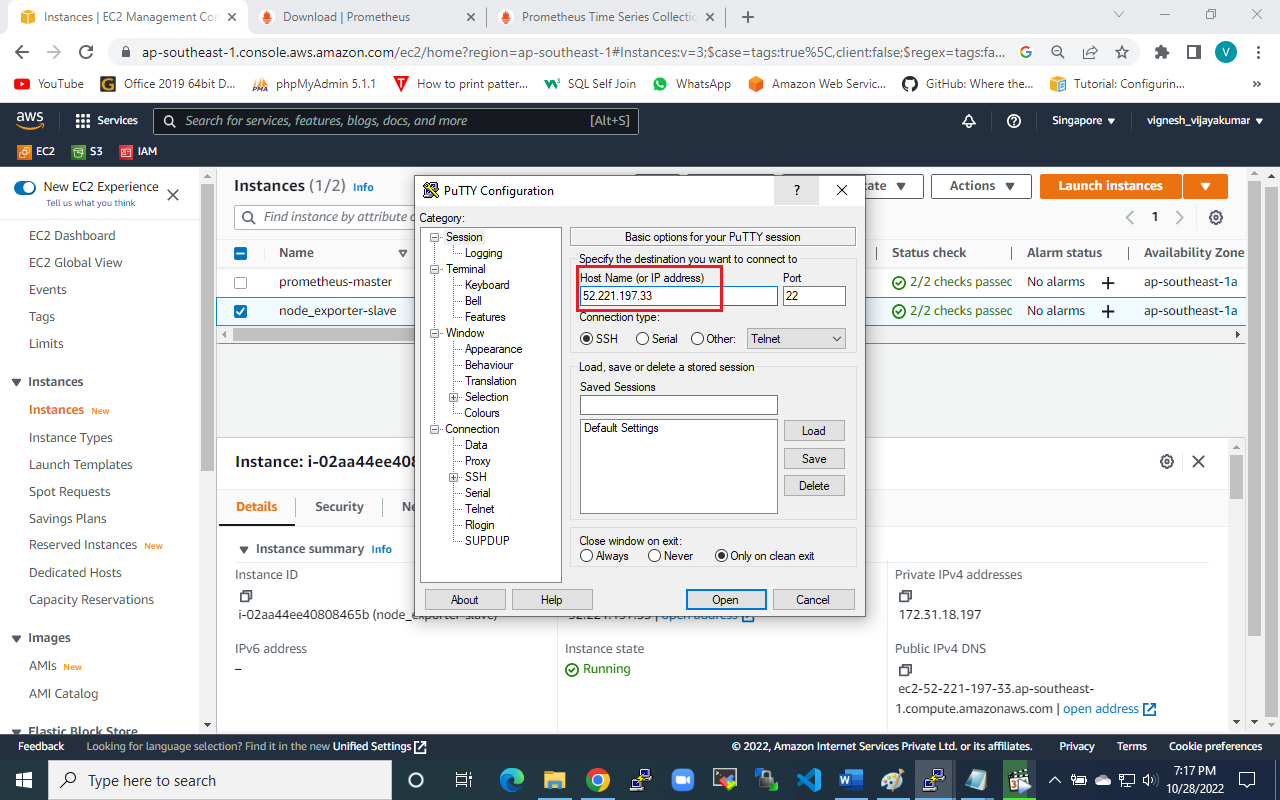 Instances | EC2 Management Con
Download | Prometheus
Prometheus Time Series Collectio
ap-southeast-1.console.aws.amazon.com/ec2/home?region=ap-southeast-1#Instances:v=3;$case=tags:true%5C,client:false;$regex=tags:fa...
V
YouTube
Office 2019 64bit D...
phpMyAdmin 5.1.1
How to print patter...
SQL Self Join
WhatsApp
Amazon Web Servic...
GitHub: Where the...
Tutorial: Configurin...
»
aws
Services
Search for services, features, blogs, docs, and more
[Alt+S]
Singapore
vignesh_vijayakumar
EC2
S3
IAM
New EC2 Experience
Tell us what you think
EC2 Dashboard
EC2 Global View
Events
Tags
Limits
Instances
Instances New
Instance Types
Launch Templates
Spot Requests
Savings Plans
Reserved Instances New
Dedicated Hosts
Capacity Reservations
Images
AMIs New
AMI Catalog
Elastic Block Store
Instances (1/2) Info
Actions
Launch instances
Find instance by attribute o
1
Name
Status check
Alarm status
Availability Zone
prometheus-master
2/2 checks passed
No alarms
ap-southeast-1a
node_exporter-slave
2/2 checks passed
No alarms
ap-southeast-1a
PuTTY Configuration
?
Category:
Session
Logging
Terminal
Keyboard
Bell
Features
Window
Appearance
Behaviour
Translation
Selection
Colours
Connection
Data
Proxy
SSH
Serial
Telnet
Rlogin
SUPDUP
Basic options for your PuTTY session
Specify the destination you want to connect to
Host Name (or IP address)
Port
52.221.197.33
22
Connection type:
SSH
Serial
Other:
Telnet
Load, save or delete a stored session
Saved Sessions
Default Settings
Load
Save
Delete
Close window on exit:
Always
Never
Only on clean exit
About
Help
Open
Cancel
Instance: i-02aa44ee408
Details
Security
Ne
Instance summary Info
Instance ID
i-02aa44ee40808465b (node_exporter-slave)
52.221.197.33 | open address
Private IPv4 addresses
172.31.18.197
IPv6 address
–
Instance state
Running
Public IPv4 DNS
ec2-52-221-197-33.ap-southeast-
1.compute.amazonaws.com | open address
Feedback
Looking for language selection? Find it in the new Unified Settings
© 2022, Amazon Internet Services Private Ltd. or its affiliates.
Privacy
Terms
Cookie preferences
Type here to search
7:17 PM
10/28/2022